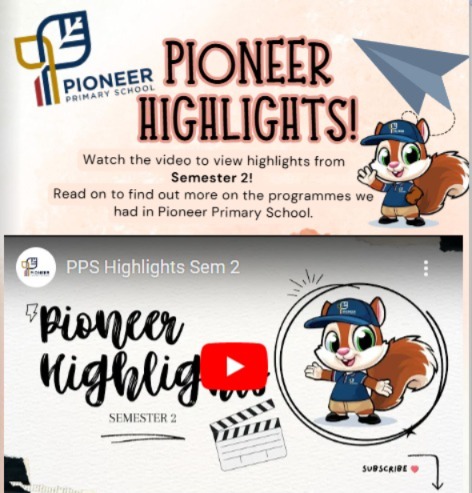 PIONEER
PRIMARY SCHOOL
PIONEER
HIGHLIGHTS!
Watch the video to view highlights from
Semester 2!
Read on to find out more on the programmes we
had in Pioneer Primary School.
PPS Highlights Sem 2
Pioneer
SEMESTER 2
SUBSCRIBE